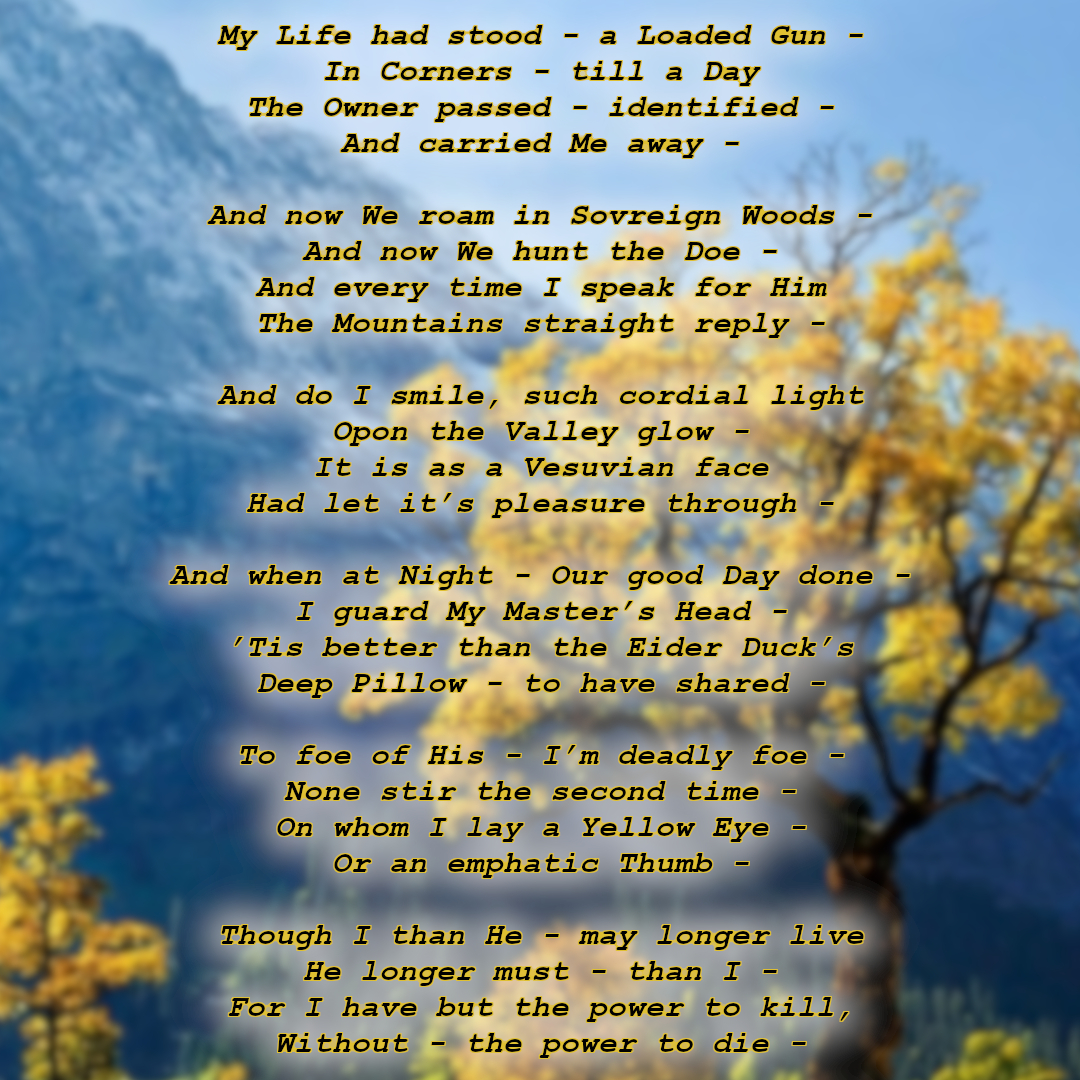 My Life had stood - a Loaded Gun -
In Corners - till a Day
The Owner passed - identified -
And carried Me away -

And now We roam in Sovreign Woods -
And now We hunt the Doe -
And every time I speak for Him
The Mountains straight reply -

And do I smile, such cordial light
Opon the Valley glow -
It is as a Vesuvian face
Had let it’s pleasure through -

And when at Night - Our good Day done -
I guard My Master’s Head -
’Tis better than the Eider Duck’s
Deep Pillow - to have shared -

To foe of His - I’m deadly foe -
None stir the second time -
On whom I lay a Yellow Eye -
Or an emphatic Thumb -

Though I than He - may longer live
He longer must - than I -
For I have but the power to kill,
Without - the power to die -